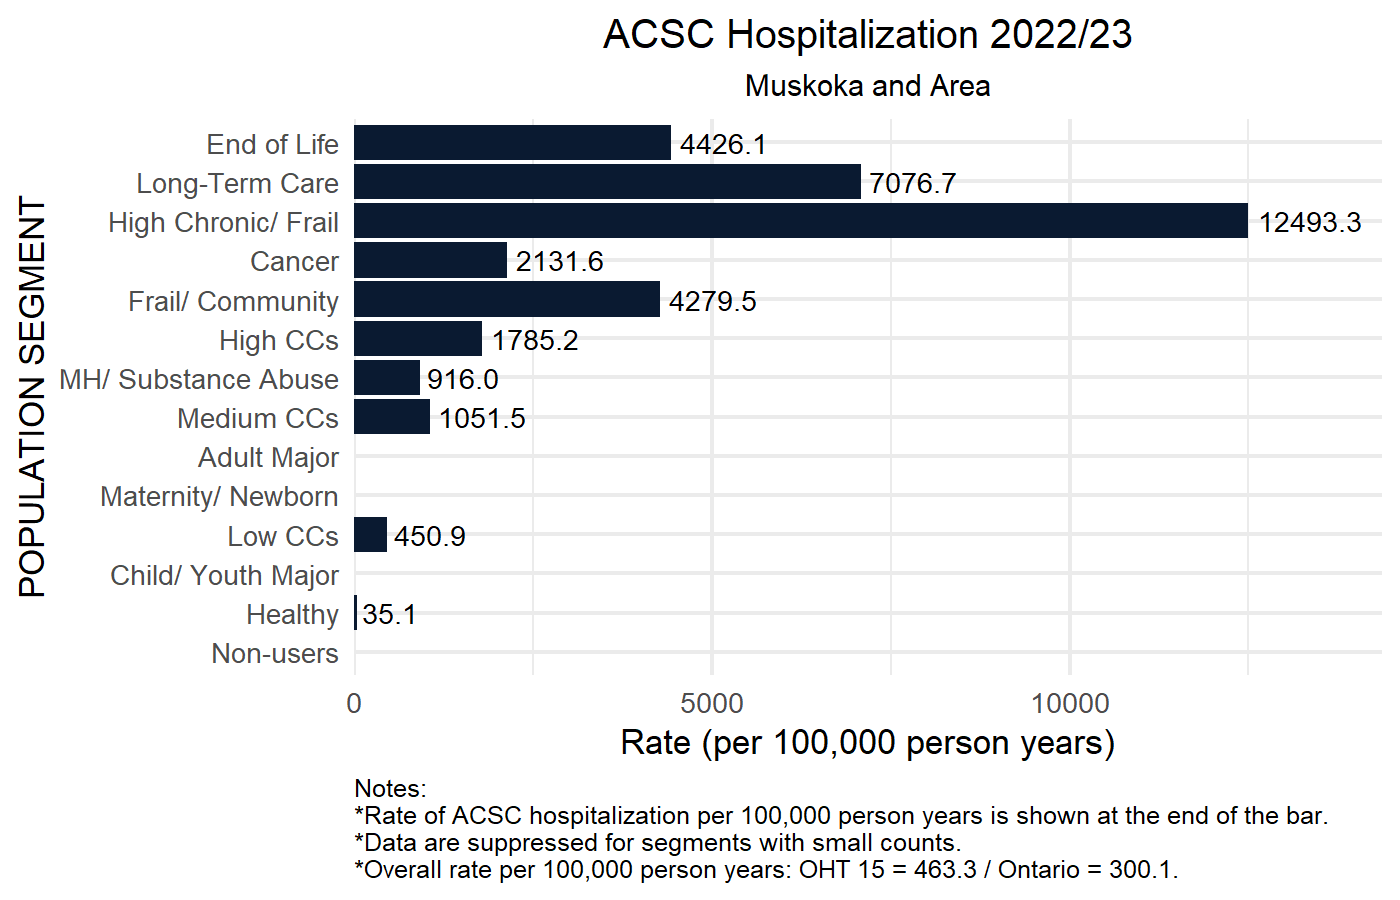 ACSC Hospitalization 2022/23
Muskoka and Area
POPULATION SEGMENT
End of Life 4426.1
Long-Term Care 7076.7
High Chronic/ Frail 12493.3
Cancer 2131.6
Frail/ Community 4279.5
High CCs 1785.2
MH/ Substance Abuse 916.0
Medium CCs 1051.5
Adult Major
Maternity/ Newborn
Low CCs 450.9
Child/ Youth Major
Healthy 35.1
Non-users
0 5000 10000
Rate (per 100,000 person years)
Notes:
*Rate of ACSC hospitalization per 100,000 person years is shown at the end of the bar.
*Data are suppressed for segments with small counts.
*Overall rate per 100,000 person years: OHT 15 = 463.3 / Ontario = 300.1.